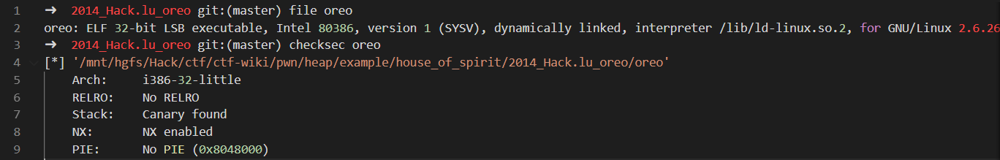 1 ➜ 2014_Hack.lu_oreo git:(master) file oreo
2 oreo: ELF 32-bit LSB executable, Intel 80386, version 1 (SYSV), dynamically linked, interpreter /lib/ld-linux.so.2, for GNU/Linux 2.6.26
3 ➜ 2014_Hack.lu_oreo git:(master) checksec oreo
4 [*] '/mnt/hgfs/Hack/ctf/ctf-wiki/pwn/heap/example/house_of_spirit/2014_Hack.lu_oreo/oreo'
5 Arch: i386-32-little
6 RELRO: No RELRO
7 Stack: Canary found
8 NX: NX enabled
9 PIE: No PIE (0x8048000)